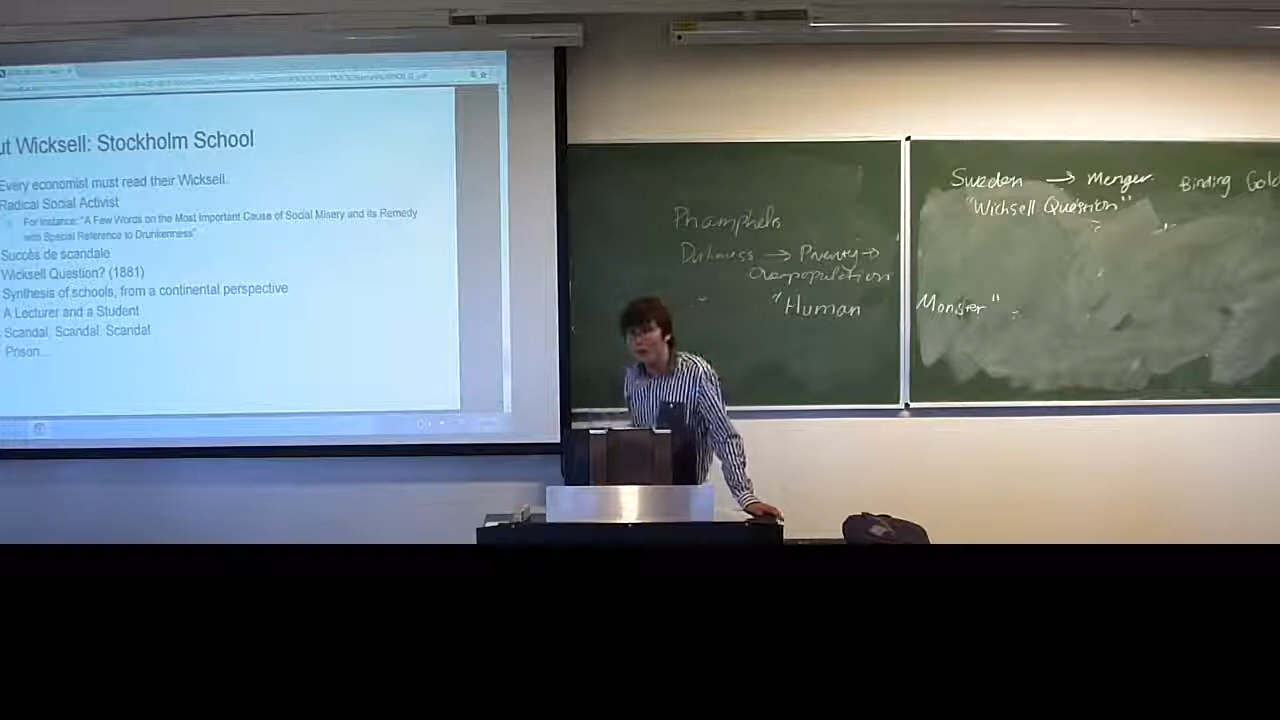 ut Wicksell: Stockholm School
Every economist must read their Wicksell.
Radical Social Activist
For Instance: "A Few Words on the Most Important Cause of Social Misery and its Remedy
with Special Reference to Drunkenness"
Succès de scandale
Wicksell Question? (1881)
Synthesis of schools, from a continental perspective
A Lecturer and a Student
Scandal, Scandal, Scandal
Prison...
Phamphels
→ Poverty →
Overpopulation
"Human
Monster"
Sweden → Menger
"Wicksell Question"
Binding Gold